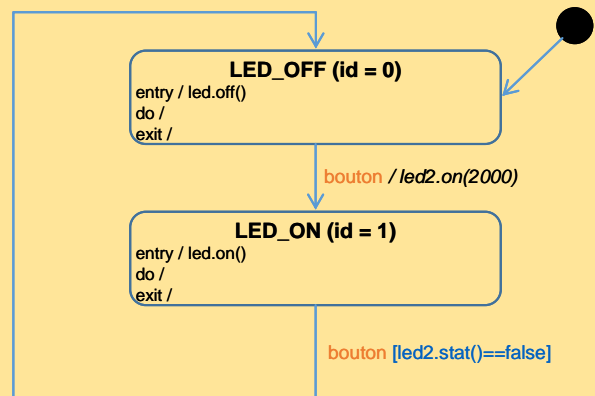 LED_OFF (id = 0)
entry / led.off()
do /
exit /
bouton / led2.on(2000)
LED_ON (id = 1)
entry / led.on()
do /
exit /
bouton [led2.stat()==false]